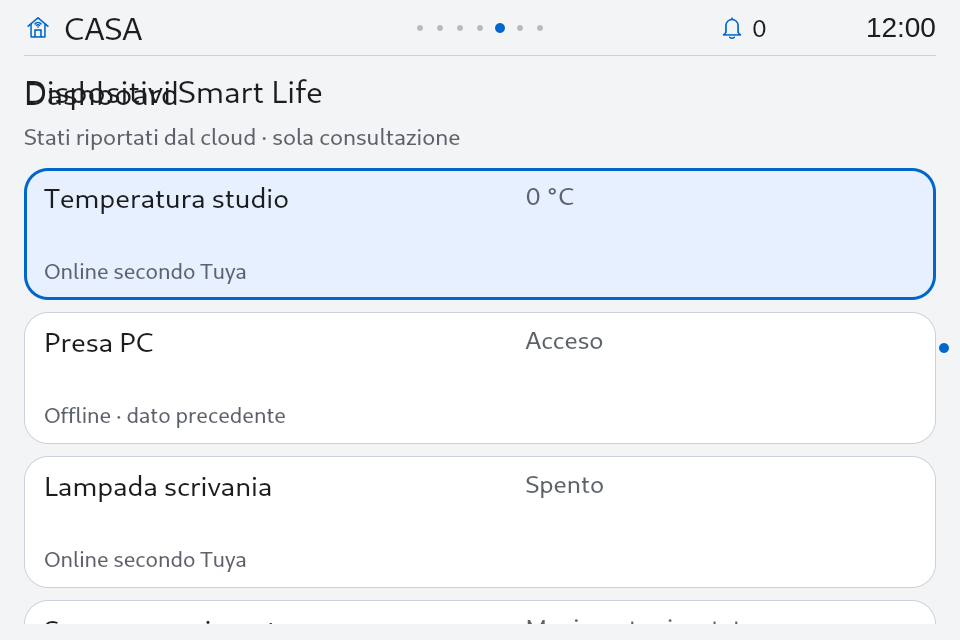 CASA
0
12:00
Dispositivi Smart Life
Dashboard
Stati riportati dal cloud · sola consultazione
Temperatura studio
0 °C
Online secondo Tuya
Presa PC
Acceso
Offline · dato precedente
Lampada scrivania
Spento
Online secondo Tuya